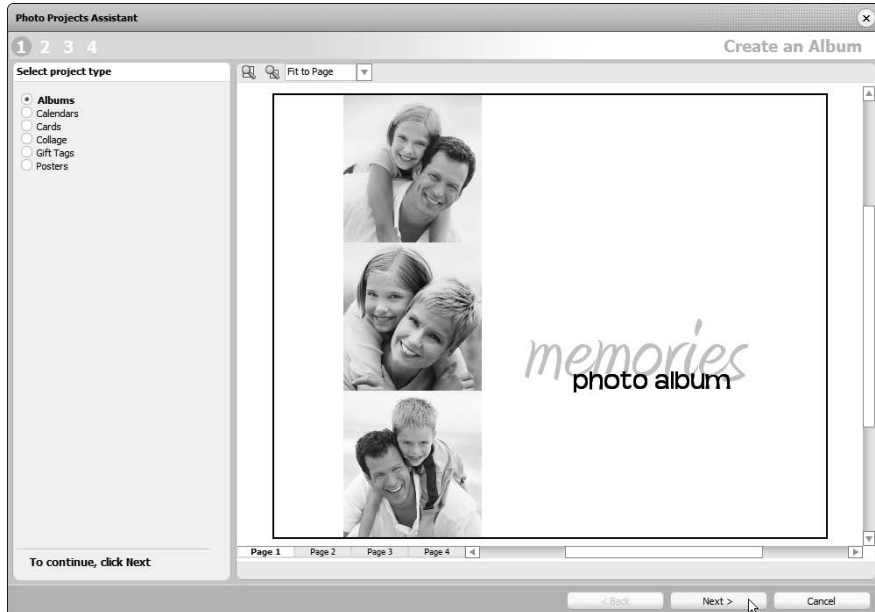 Photo Projects Assistant
1 2 3 4
Create an Album
Select project type
Fit to Page
Albums
Calendars
Cards
Collage
Gift Tags
Posters
memories
photo album
To continue, click Next
Page 1 Page 2 Page 3 Page 4
< Back Next > Cancel